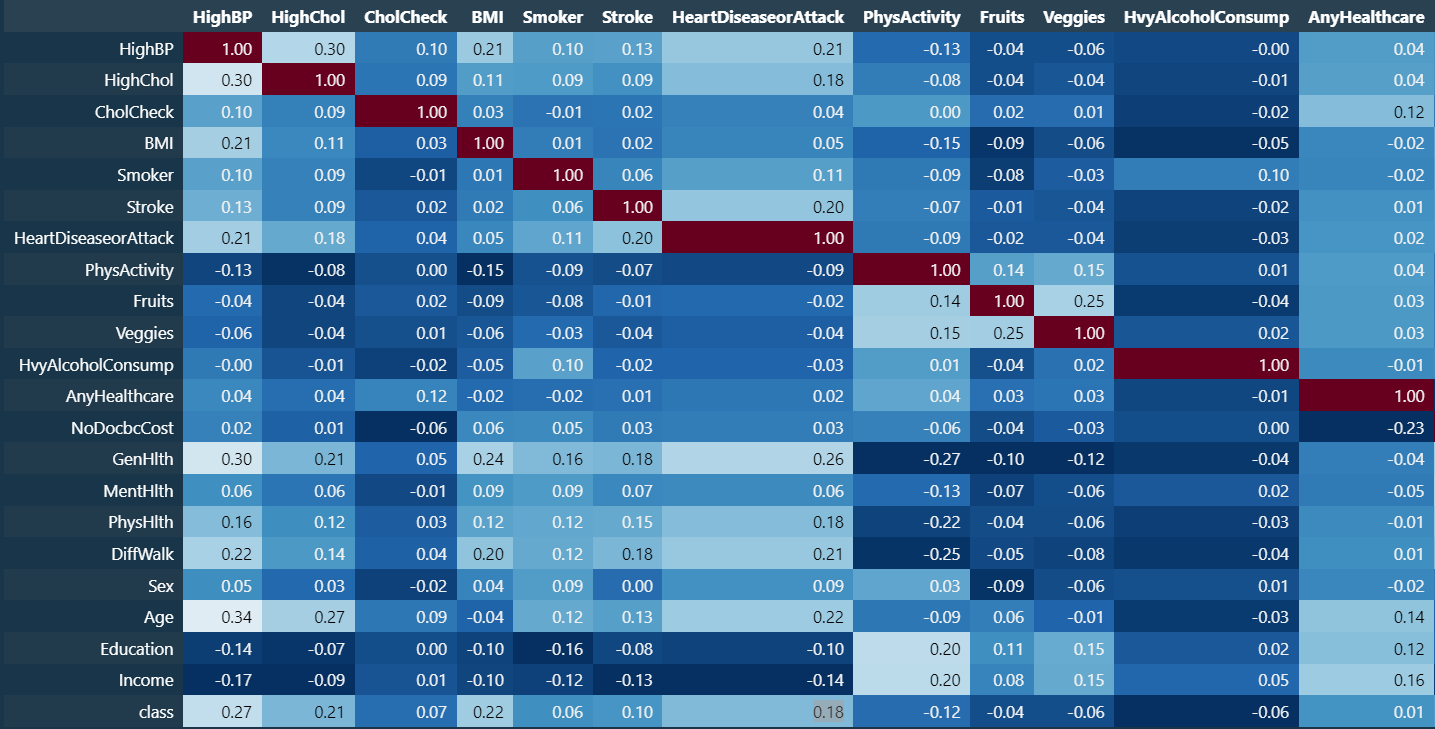 HighBP HighChol CholCheck BMI Smoker Stroke HeartDiseaseorAttack PhysActivity Fruits Veggies HvyAlcoholConsump AnyHealthcare
HighBP 1.00 0.30 0.10 0.21 0.10 0.13 0.21 -0.13 -0.04 -0.06 -0.00 0.04
HighChol 0.30 1.00 0.09 0.11 0.09 0.09 0.18 -0.08 -0.04 -0.04 -0.01 0.04
CholCheck 0.10 0.09 1.00 0.03 -0.01 0.02 0.04 0.00 0.02 0.01 -0.02 0.12
BMI 0.21 0.11 0.03 1.00 0.01 0.02 0.05 -0.15 -0.09 -0.06 -0.05 -0.02
Smoker 0.10 0.09 -0.01 0.01 1.00 0.06 0.11 -0.09 -0.08 -0.03 0.10 -0.02
Stroke 0.13 0.09 0.02 0.02 0.06 1.00 0.20 -0.07 -0.01 -0.04 -0.02 0.01
HeartDiseaseorAttack 0.21 0.18 0.04 0.05 0.11 0.20 1.00 -0.09 -0.02 -0.04 -0.03 0.02
PhysActivity -0.13 -0.08 0.00 -0.15 -0.09 -0.07 -0.09 1.00 0.14 0.15 0.01 0.04
Fruits -0.04 -0.04 0.02 -0.09 -0.08 -0.01 -0.02 0.14 1.00 0.25 -0.04 0.03
Veggies -0.06 -0.04 0.01 -0.06 -0.03 -0.04 -0.04 0.15 0.25 1.00 0.02 0.03
HvyAlcoholConsump -0.00 -0.01 -0.02 -0.05 0.10 -0.02 -0.03 0.01 -0.04 0.02 1.00 -0.01
AnyHealthcare 0.04 0.04 0.12 -0.02 -0.02 0.01 0.02 0.04 0.03 0.03 -0.01 1.00
NoDocbcCost 0.02 0.01 -0.06 0.06 0.05 0.03 0.03 -0.06 -0.04 -0.03 0.00 -0.23
GenHlth 0.30 0.21 0.05 0.24 0.16 0.18 0.26 -0.27 -0.10 -0.12 -0.04 -0.04
MentHlth 0.06 0.06 -0.01 0.09 0.09 0.07 0.06 -0.13 -0.07 -0.06 0.02 -0.05
PhysHlth 0.16 0.12 0.03 0.12 0.12 0.15 0.18 -0.22 -0.04 -0.06 -0.03 -0.01
DiffWalk 0.22 0.14 0.04 0.20 0.12 0.18 0.21 -0.25 -0.05 -0.08 -0.04 0.01
Sex 0.05 0.03 -0.02 0.04 0.09 0.00 0.09 0.03 -0.09 -0.06 0.01 -0.02
Age 0.34 0.27 0.09 -0.04 0.12 0.13 0.22 -0.09 0.06 -0.01 -0.03 0.14
Education -0.14 -0.07 0.00 -0.10 -0.16 -0.08 -0.10 0.20 0.11 0.15 0.02 0.12
Income -0.17 -0.09 0.01 -0.10 -0.12 -0.13 -0.14 0.20 0.08 0.15 0.05 0.16
class 0.27 0.21 0.07 0.22 0.06 0.10 0.18 -0.12 -0.04 -0.06 -0.06 0.01